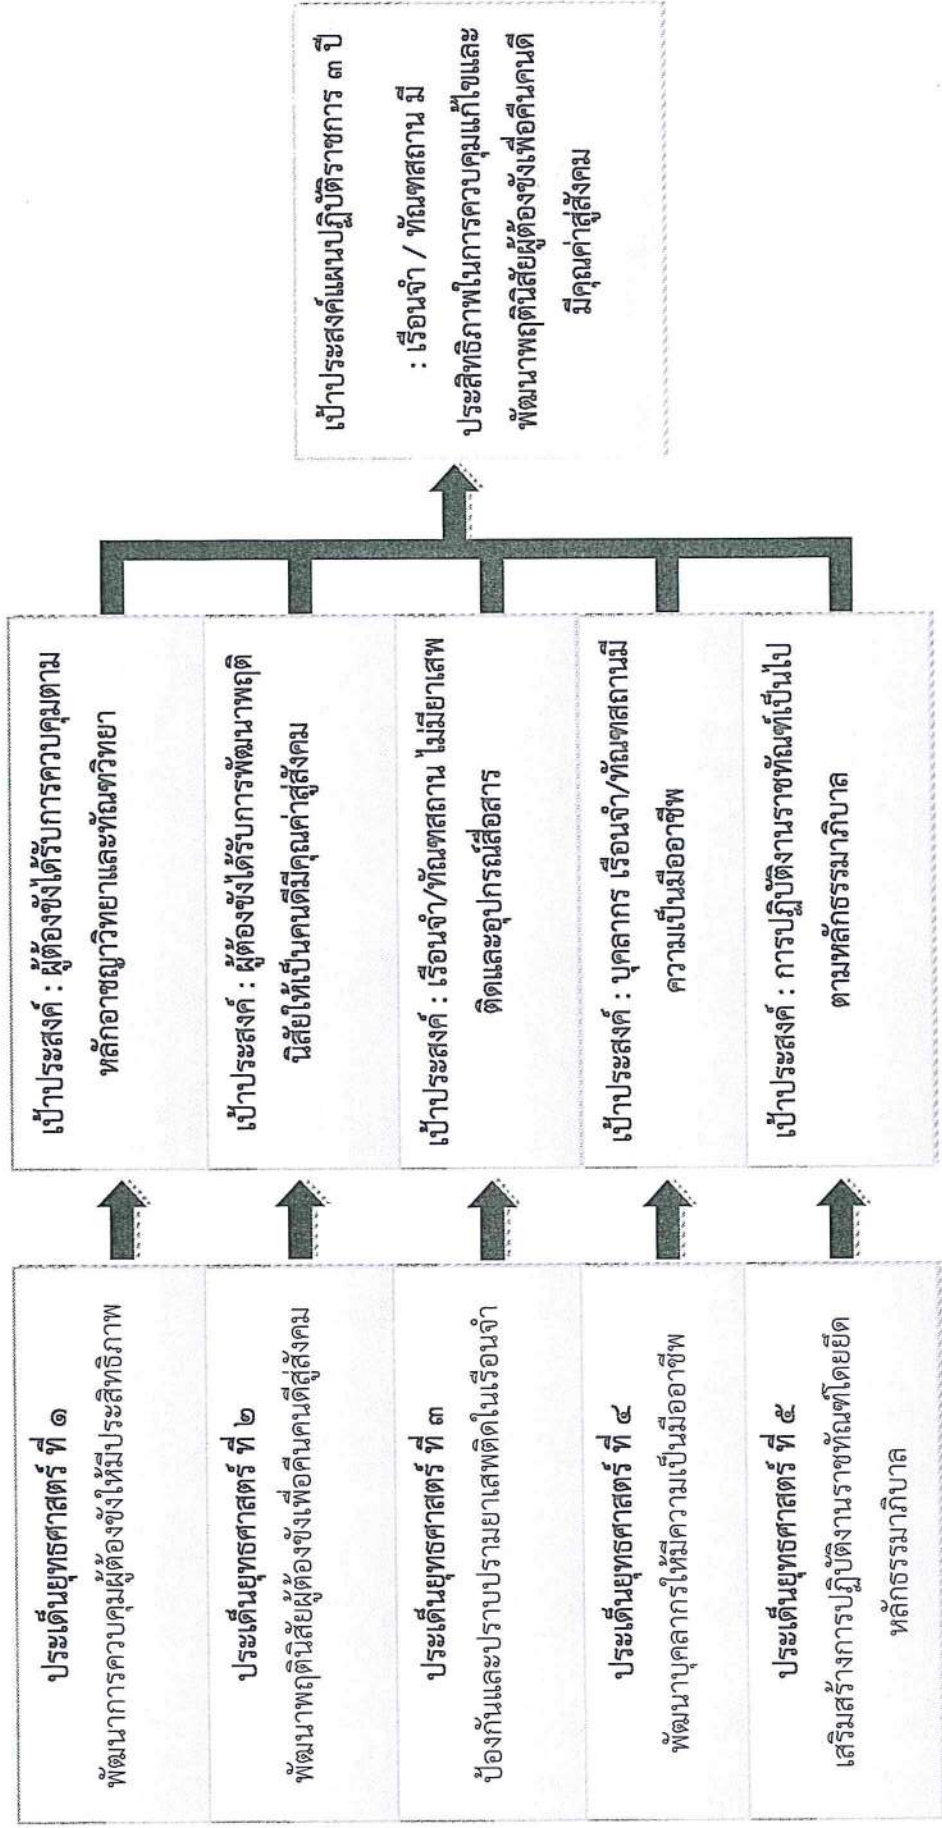 ประเด็นยุทธศาสตร์ ที่ ๑
พัฒนาการควบคุมผู้ต้องขังให้มีประสิทธิภาพ
เป้าประสงค์ : ผู้ต้องขังได้รับการควบคุมตาม
หลักอาชญาวิทยาและทัณฑวิทยา
ประเด็นยุทธศาสตร์ ที่ ๒
พัฒนาพฤตินิสัยผู้ต้องขังเพื่อคืนคนดีสู่สังคม
เป้าประสงค์ : ผู้ต้องขังได้รับการพัฒนาพฤติ
นิสัยให้เป็นคนดีมีคุณค่าสู่สังคม
ประเด็นยุทธศาสตร์ ที่ ๓
ป้องกันและปราบปรามยาเสพติดในเรือนจำ
เป้าประสงค์ : เรือนจำ/ทัณฑสถาน ไม่มียาเสพ
ติดและอุปกรณ์สื่อสาร
ประเด็นยุทธศาสตร์ ที่ ๔
พัฒนาบุคลากรให้มีความเป็นมืออาชีพ
เป้าประสงค์ : บุคลากร เรือนจำ/ทัณฑสถานมี
ความเป็นมืออาชีพ
ประเด็นยุทธศาสตร์ ที่ ๕
เสริมสร้างการปฏิบัติงานราชทัณฑ์โดยยึด
หลักธรรมาภิบาล
เป้าประสงค์ : การปฏิบัติงานราชทัณฑ์เป็นไป
ตามหลักธรรมาภิบาล
เป้าประสงค์แผนปฏิบัติราชการ ๓ ปี
: เรือนจำ / ทัณฑสถาน มี
ประสิทธิภาพในการควบคุมแก้ไขและ
พัฒนาพฤตินิสัยผู้ต้องขังเพื่อคืนคนดี
มีคุณค่าสู่สังคม